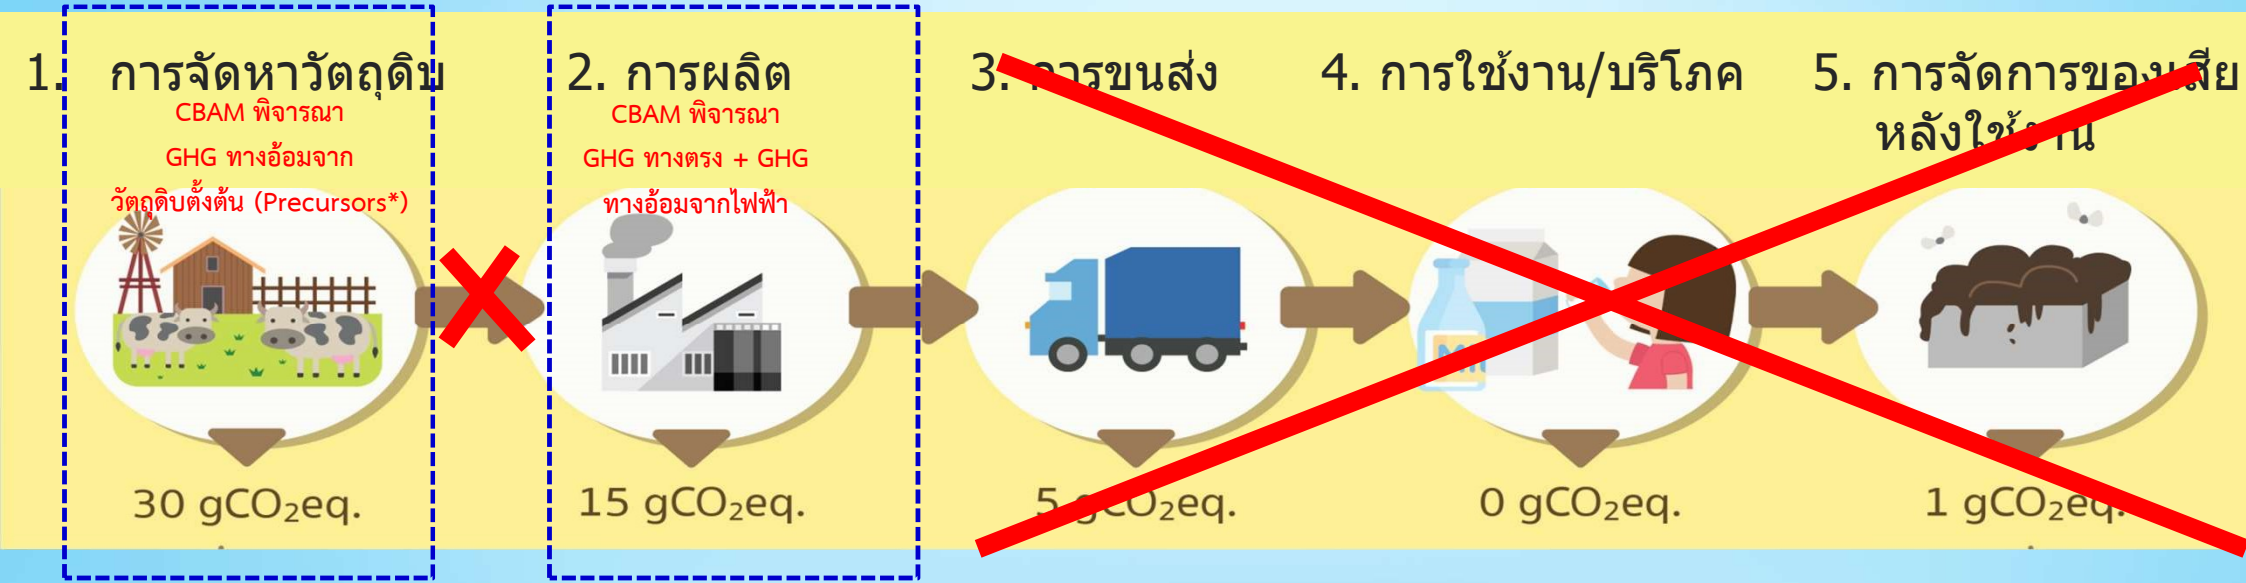 1. การจัดหาวัตถุดิบ
CBAM พิจารณา
GHG ทางอ้อมจาก
วัตถุดิบตั้งต้น (Precursors*)
30 gCO₂eq.
2. การผลิต
CBAM พิจารณา
GHG ทางตรง + GHG
ทางอ้อมจากไฟฟ้า
15 gCO₂eq.
3. การขนส่ง
5 gCO₂eq.
4. การใช้งาน/บริโภค
0 gCO₂eq.
5. การจัดการของเสีย
หลังใช้งาน
1 gCO₂eq.